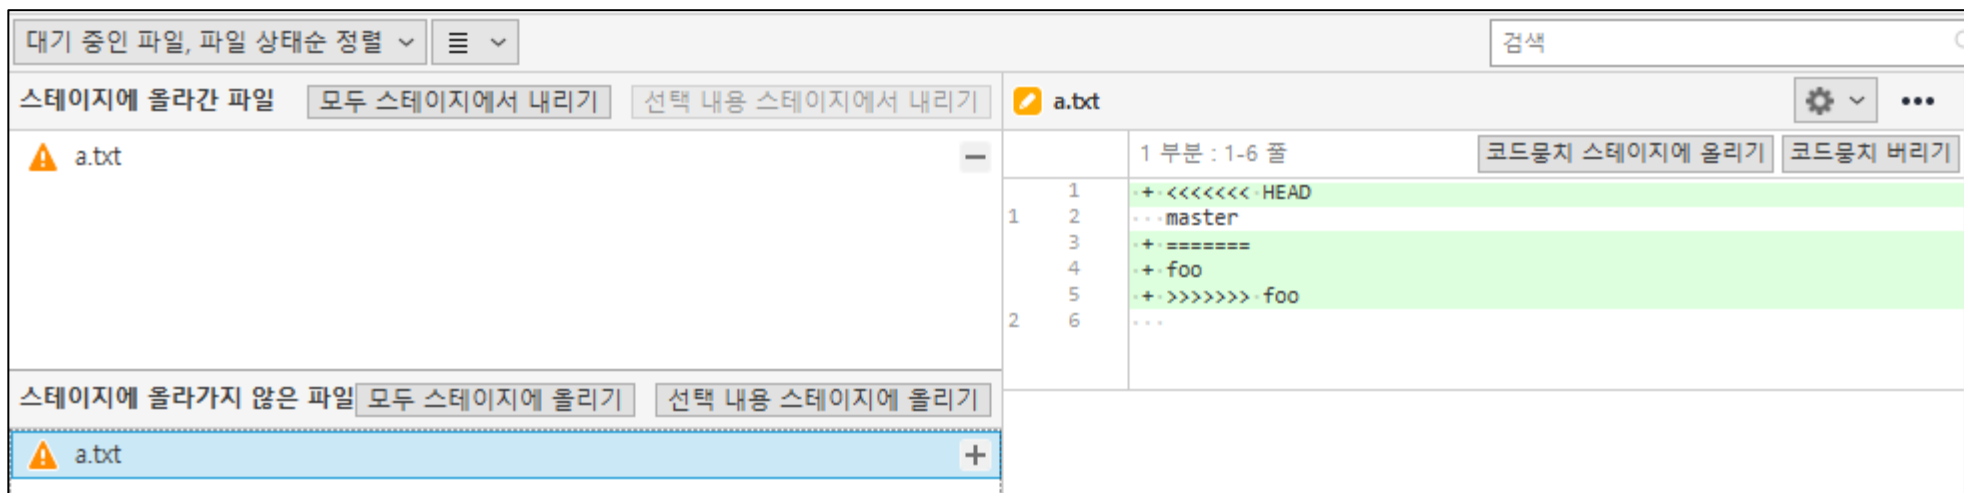 대기 중인 파일, 파일 상태순 정렬
검색
스테이지에 올라간 파일 모두 스테이지에서 내리기 선택 내용 스테이지에서 내리기
a.txt
스테이지에 올라가지 않은 파일 모두 스테이지에 올리기 선택 내용 스테이지에 올리기
a.txt
a.txt
1 부분 : 1-6 쭐 코드뭉치 스테이지에 올리기 코드뭉치 버리기
1 + <<<<<<< HEAD
1 2 master
3 + =======
4 + foo
5 + >>>>>>> foo
2 6